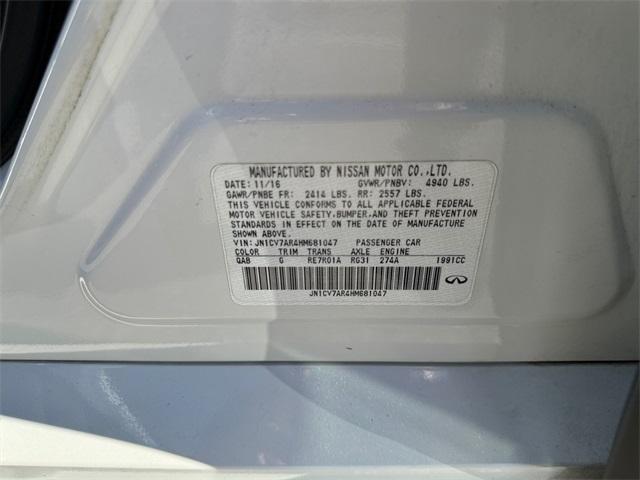 MANUFACTURED BY NISSAN MOTOR CO.,LTD.
DATE: 11/16 GVWR/PNBV: 4940 LBS.
GAWR/PNBE FR: 2414 LBS. RR: 2557 LBS.
THIS VEHICLE CONFORMS TO ALL APPLICABLE FEDERAL
MOTOR VEHICLE SAFETY,BUMPER,AND THEFT PREVENTION
STANDARDS IN EFFECT ON THE DATE OF MANUFACTURE
SHOWN ABOVE.
VIN: JN1CV7AR4HM681047 PASSENGER CAR
COLOR TRIM TRANS AXLE ENGINE
QAB G RE7R01A RG31 274A 1991CC
JN1CV7AR4HM681047